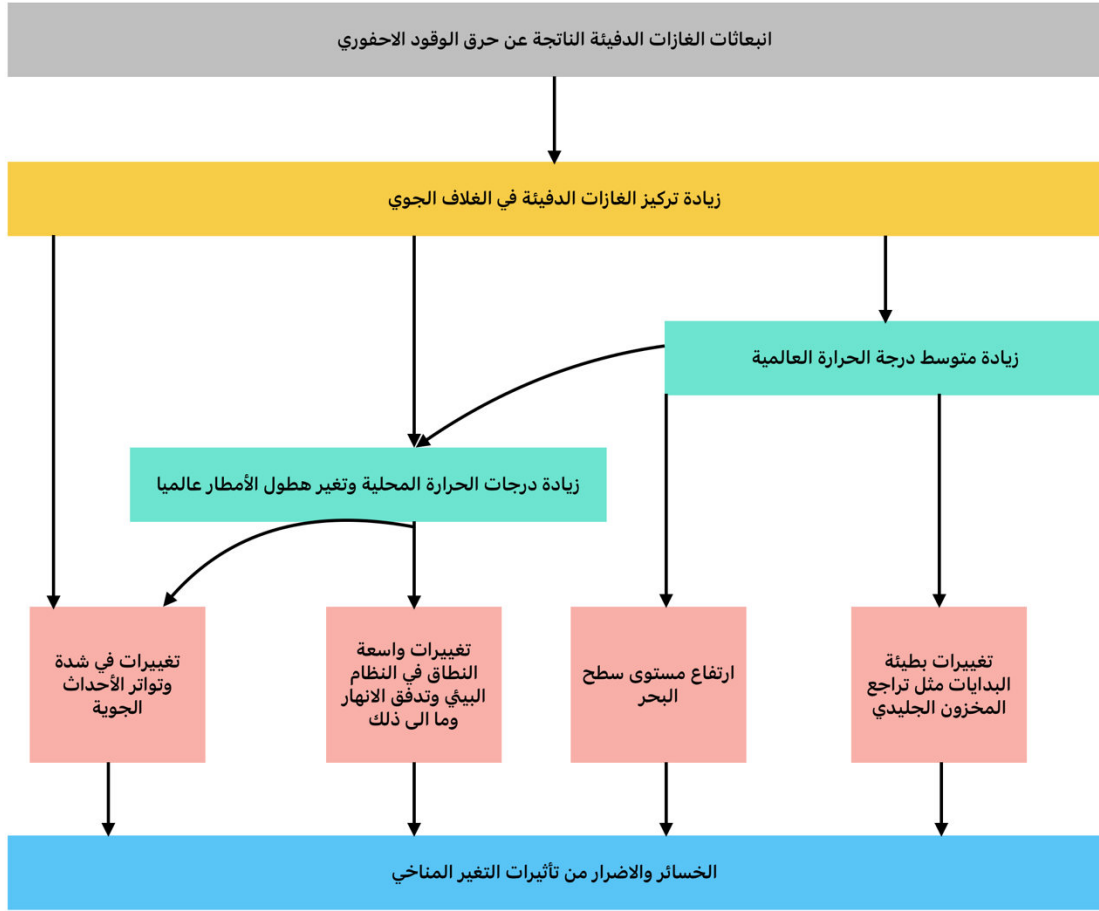 انبعاثات الغازات الدفيئة الناتجة عن حرق الوقود الاحفوري
زيادة تركيز الغازات الدفيئة في الغلاف الجوي
زيادة متوسط درجة الحرارة العالمية
زيادة درجات الحرارة المحلية وتغير هطول الأمطار عالميا
تغييرات بطيئة
البدايات مثل تراجع
المخزون الجليدي
ارتفاع مستوى سطح
البحر
تغييرات واسعة
النطاق في النظام
البيئي وتدفق الانهار
وما الى ذلك
تغييرات في شدة
وتواتر الأحداث
الجوية
الخسائر والاضرار من تأثيرات التغير المناخي